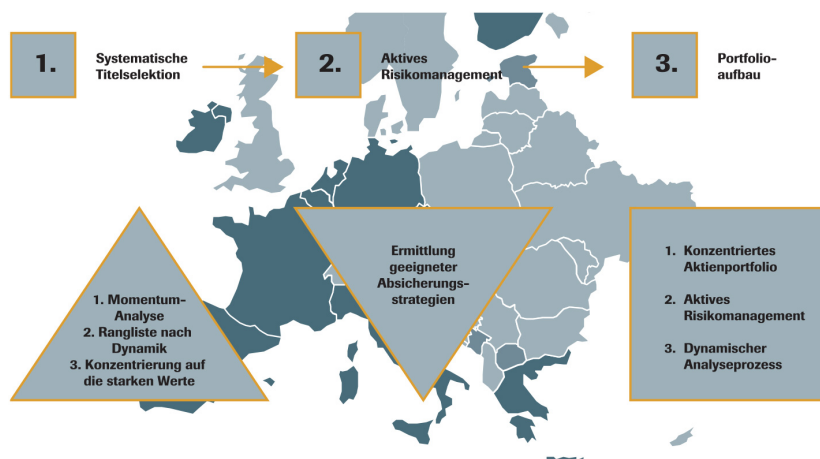 1.
Systematische
Titelselektion
2.
Aktives
Risikomanagement
3.
Portfolio-
aufbau
1. Momentum-
Analyse
2. Rangliste nach
Dynamik
3. Konzentrierung auf
die starken Werte
Ermittlung
geeigneter
Absicherungs-
strategien
1. Konzentriertes
Aktienportfolio
2. Aktives
Risikomanagement
3. Dynamischer
Analyseprozess